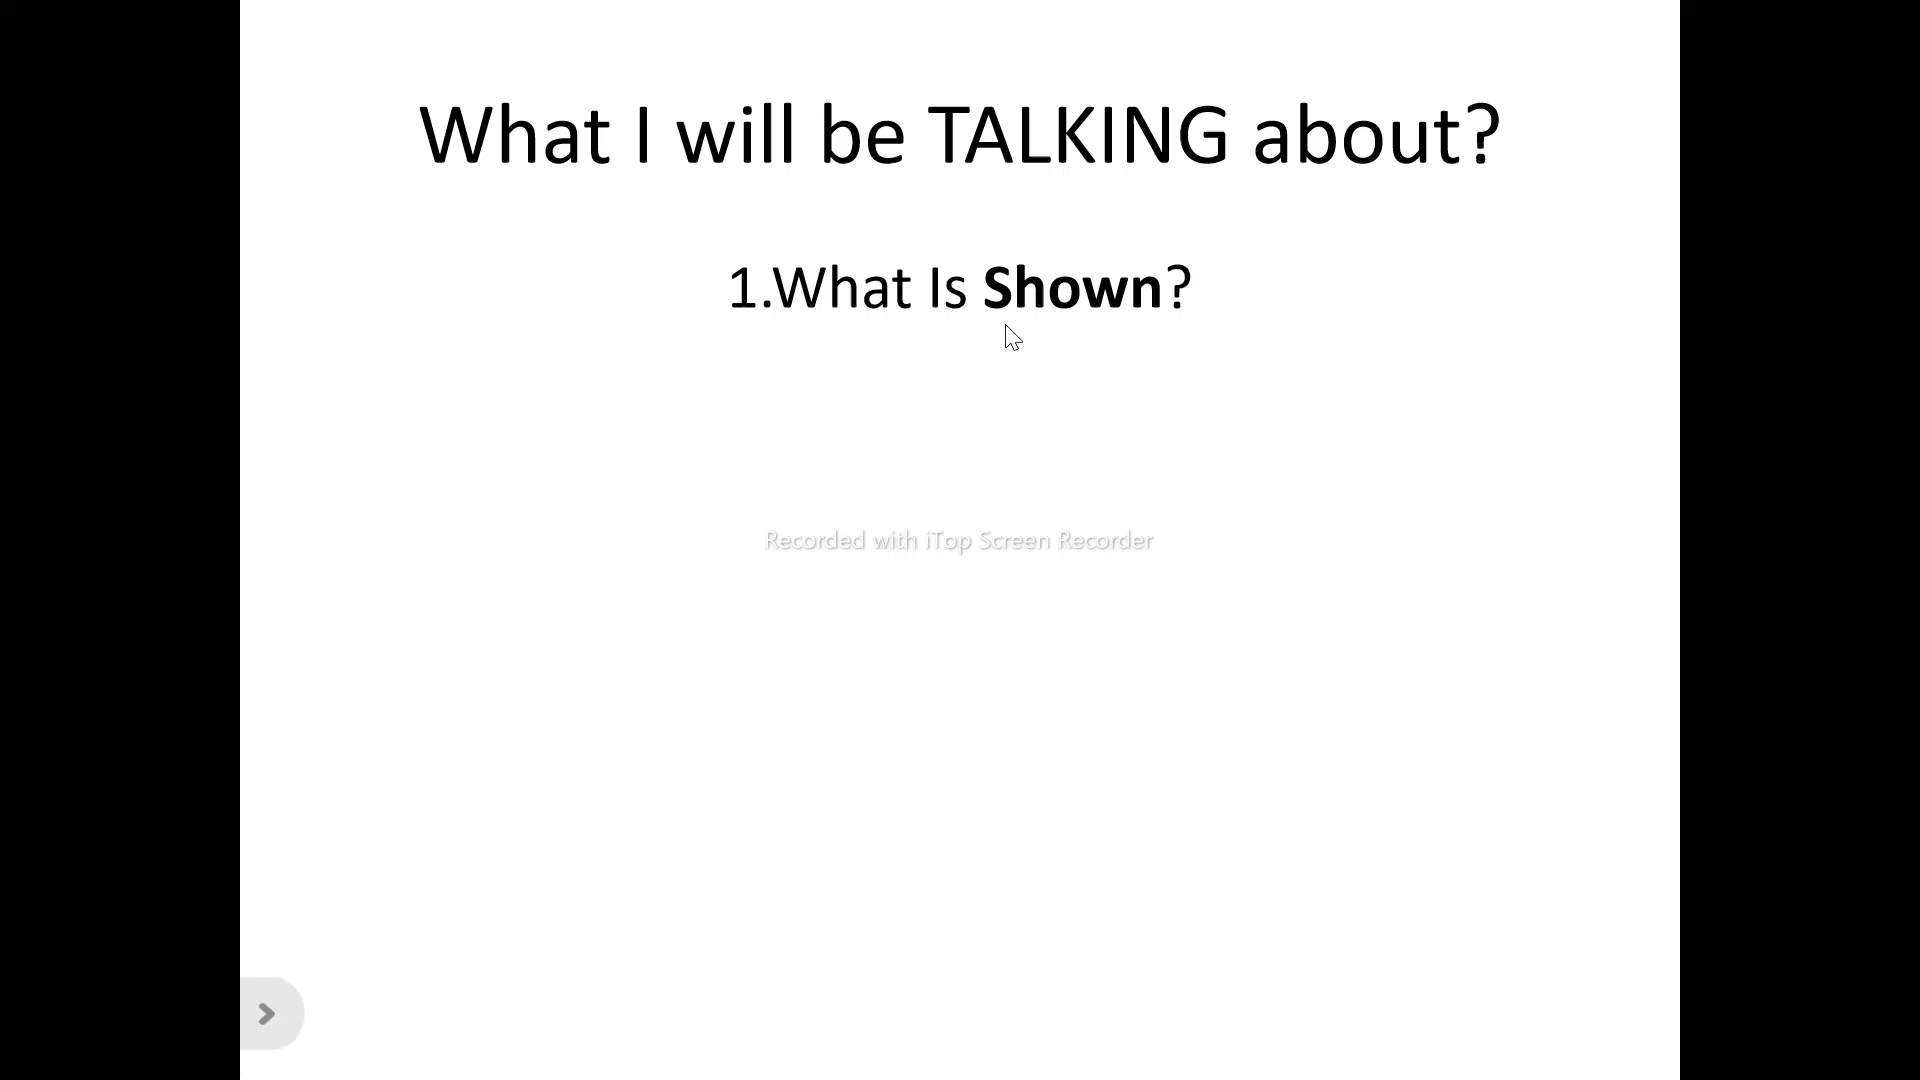 What I will be TALKING about?
1.What Is Shown?
Recorded with iTop Screen Recorder